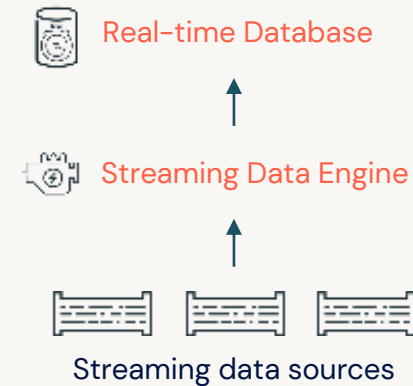 Real-time Database
Streaming Data Engine
Streaming data sources